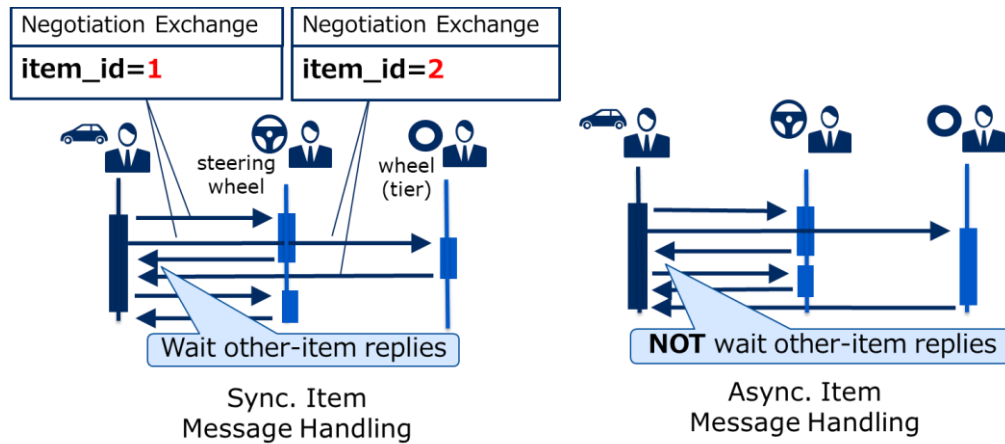 Negotiation Exchange
item_id=1
Negotiation Exchange
item_id=2
steering
wheel
wheel
(tier)
Wait other-item replies
Sync. Item
Message Handling
NOT wait other-item replies
Async. Item
Message Handling